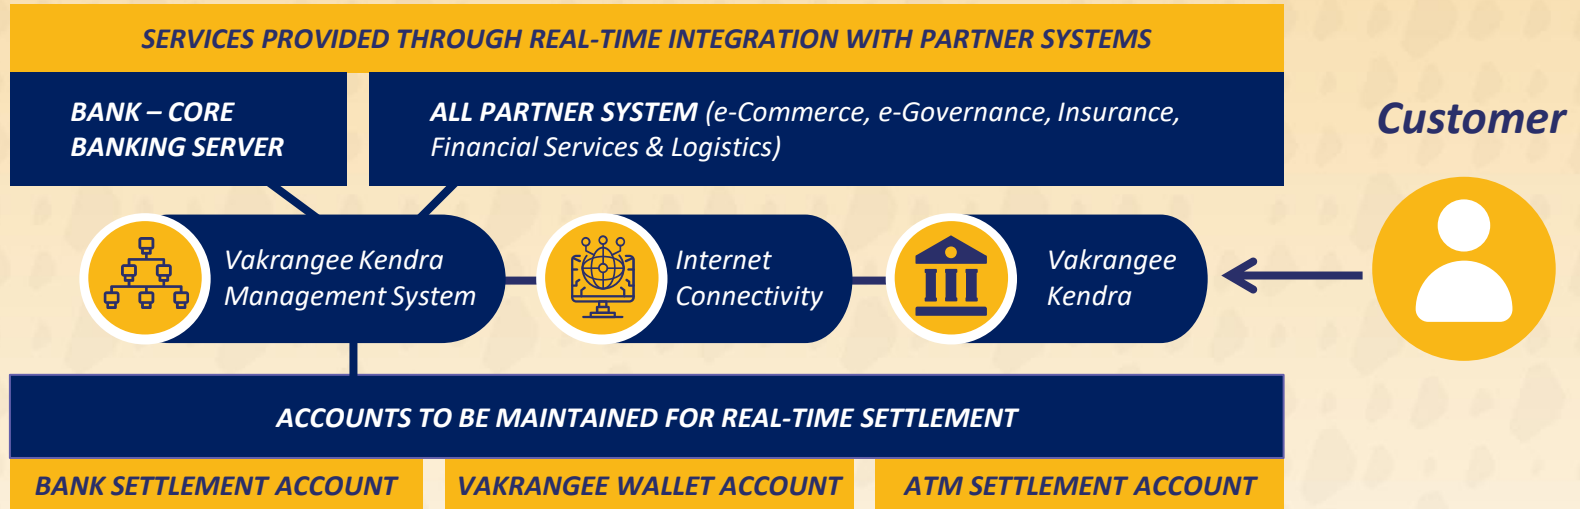 SERVICES PROVIDED THROUGH REAL-TIME INTEGRATION WITH PARTNER SYSTEMS
BANK – CORE
BANKING SERVER
ALL PARTNER SYSTEM (e-Commerce, e-Governance, Insurance,
Financial Services & Logistics)
Customer
Vakrangee Kendra
Management System
Internet
Connectivity
Vakrangee
Kendra
ACCOUNTS TO BE MAINTAINED FOR REAL-TIME SETTLEMENT
BANK SETTLEMENT ACCOUNT
VAKRANGEE WALLET ACCOUNT
ATM SETTLEMENT ACCOUNT